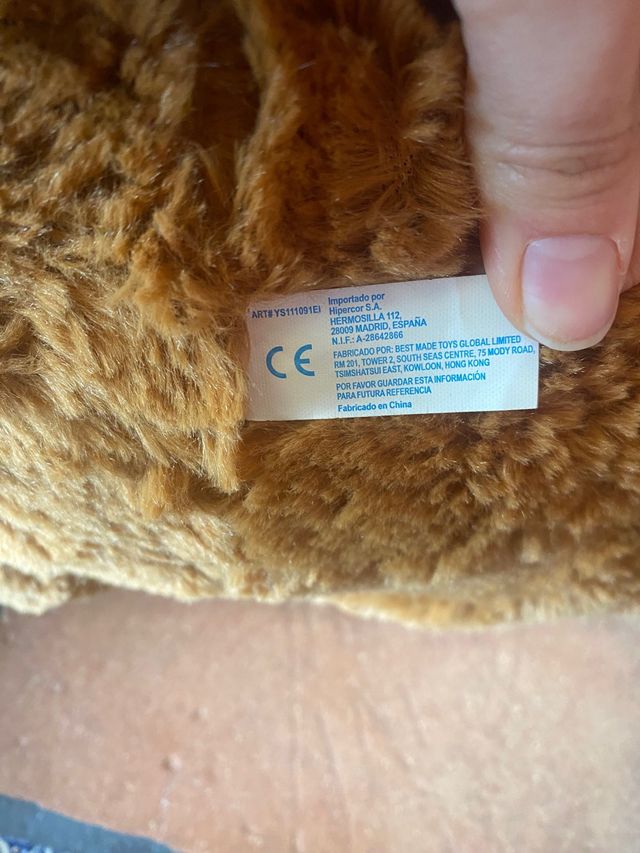 ART# YS111091EI
CE
Importado por
Hipercor S.A.
HERMOSILLA 112,
28009 MADRID, ESPAÑA
N.I.F.: A-28642866
FABRICADO POR: BEST MADE TOYS GLOBAL LIMITED
RM 201, TOWER 2, SOUTH SEAS CENTRE, 75 MODY ROAD,
TSIMSHATSUI EAST, KOWLOON, HONG KONG
POR FAVOR GUARDAR ESTA INFORMACIÓN
PARA FUTURA REFERENCIA
Fabricado en China